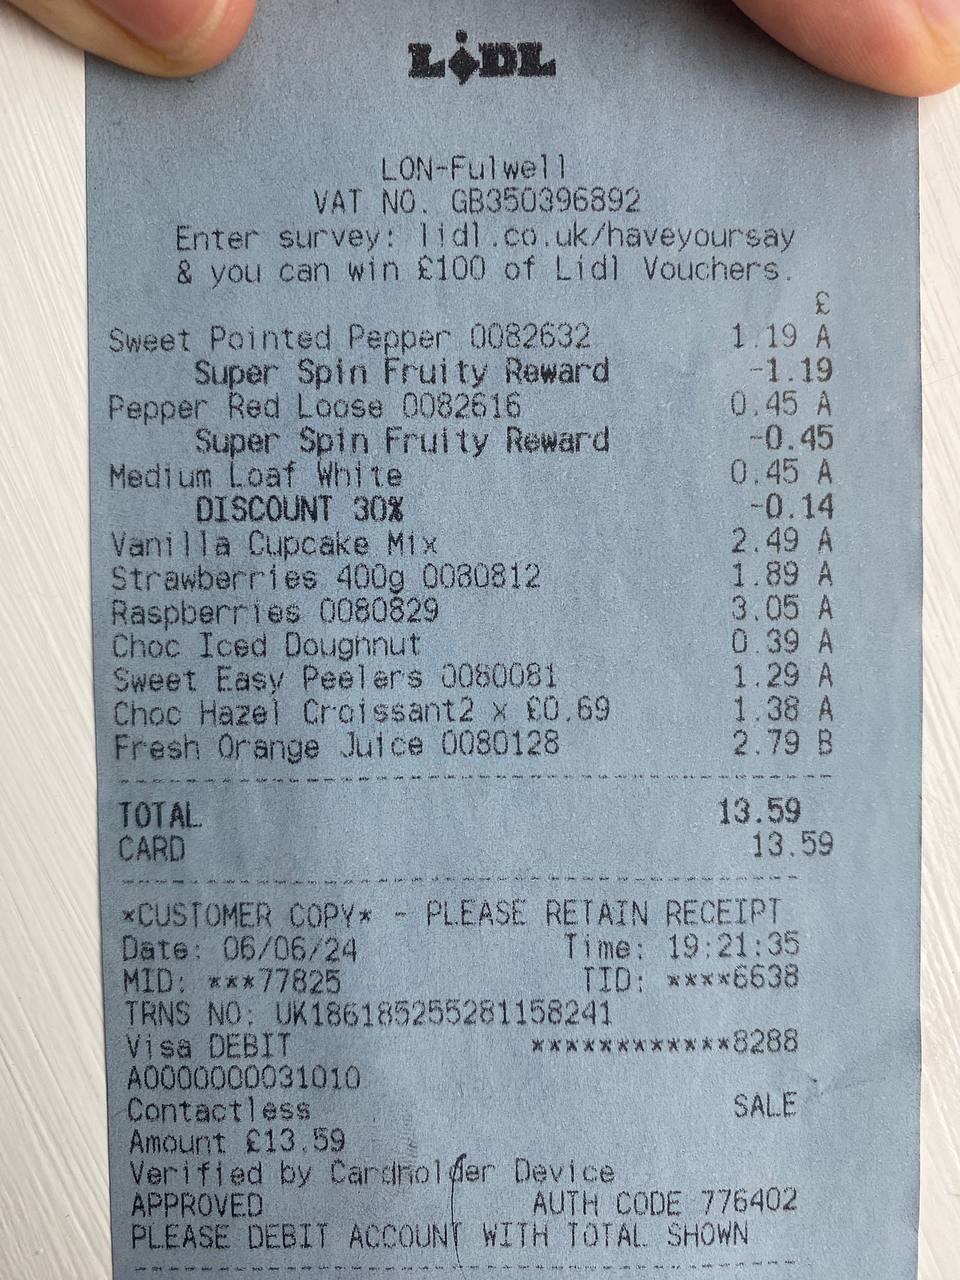 LiDL
LON-Fulwell
VAT NO. GB350396892
Enter survey: lidl.co.uk/haveyoursay
& you can win £100 of Lidl Vouchers.
£
Sweet Pointed Pepper 0082632 1.19 A
Super Spin Fruity Reward -1.19
Pepper Red Loose 0082616 0.45 A
Super Spin Fruity Reward -0.45
Medium Loaf White 0.45 A
DISCOUNT 30% -0.14
Vanilla Cupcake Mix 2.49 A
Strawberries 400g 0080812 1.89 A
Raspberries 0080829 3.05 A
Choc Iced Doughnut 0.39 A
Sweet Easy Peelers 0080081 1.29 A
Choc Hazel Croissant2 x £0.69 1.38 A
Fresh Orange Juice 0080128 2.79 B
TOTAL 13.59
CARD 13.59
*CUSTOMER COPY* - PLEASE RETAIN RECEIPT
Date: 06/06/24 Time: 19:21:35
MID: ***77825 TID: ****6638
TRNS NO: UK186185255281158241
Visa DEBIT ************8288
A0000000031010
Contactless SALE
Amount £13.59
Verified by Cardholder Device
APPROVED AUTH CODE 776402
PLEASE DEBIT ACCOUNT WITH TOTAL SHOWN